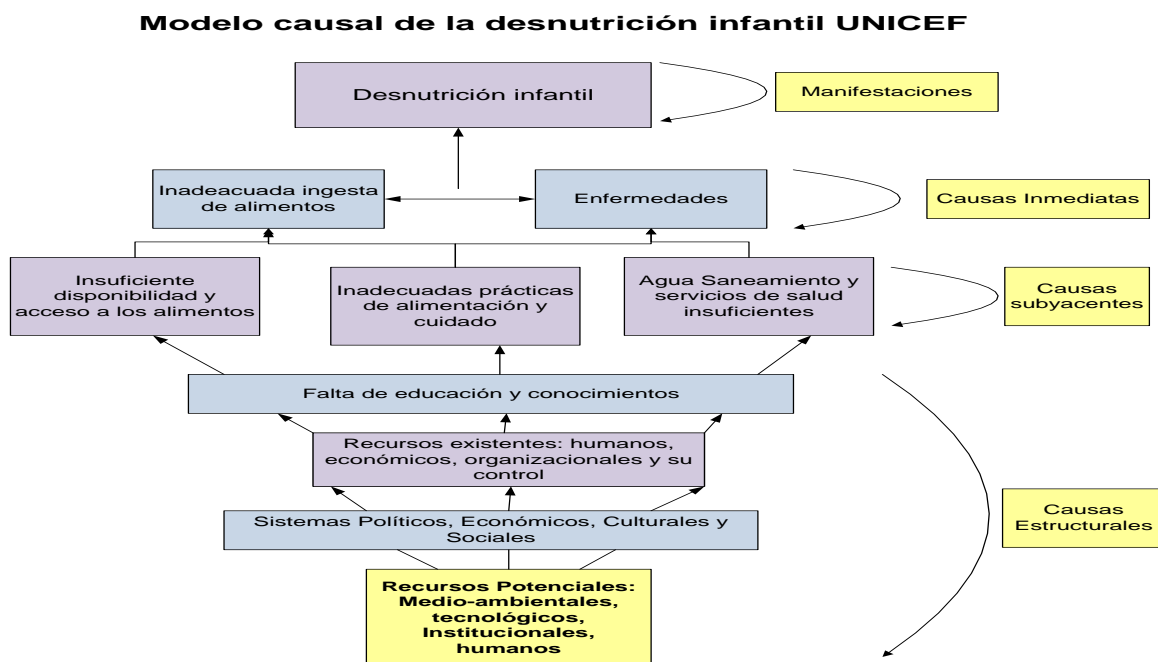 Modelo causal de la desnutrición infantil UNICEF
Desnutrición infantil
Manifestaciones
Inadeacuada ingesta
de alimentos
Enfermedades
Causas Inmediatas
Insuficiente
disponibilidad y
acceso a los alimentos
Inadecuadas prácticas
de alimentación y
cuidado
Agua Saneamiento y
servicios de salud
insuficientes
Causas
subyacentes
Falta de educación y conocimientos
Recursos existentes: humanos,
económicos, organizacionales y su
control
Sistemas Políticos, Económicos, Culturales y
Sociales
Causas
Estructurales
Recursos Potenciales:
Medio-ambientales,
tecnológicos,
Institucionales,
humanos